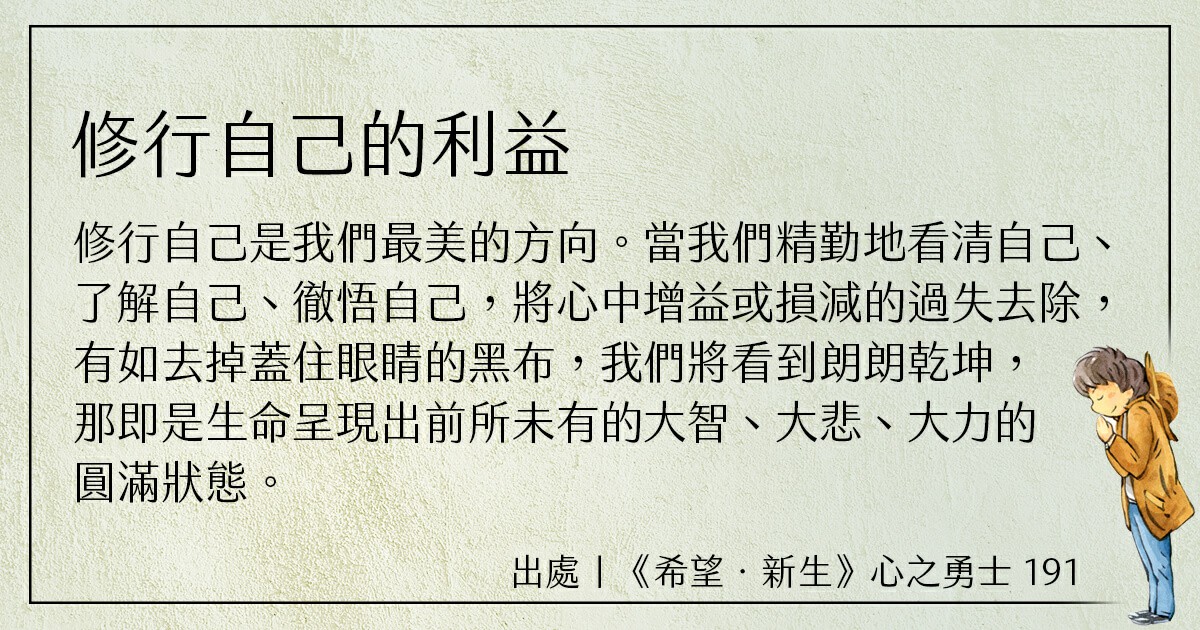 修行自己的利益
修行自己是我們最美的方向。當我們精勤地看清自己、
了解自己、徹悟自己，將心中增益或損減的過失去除，
有如去掉蓋住眼睛的黑布，我們將看到朗朗乾坤，
那即是生命呈現出前所未有的大智、大悲、大力的
圓滿狀態。
出處｜《希望．新生》心之勇士 191